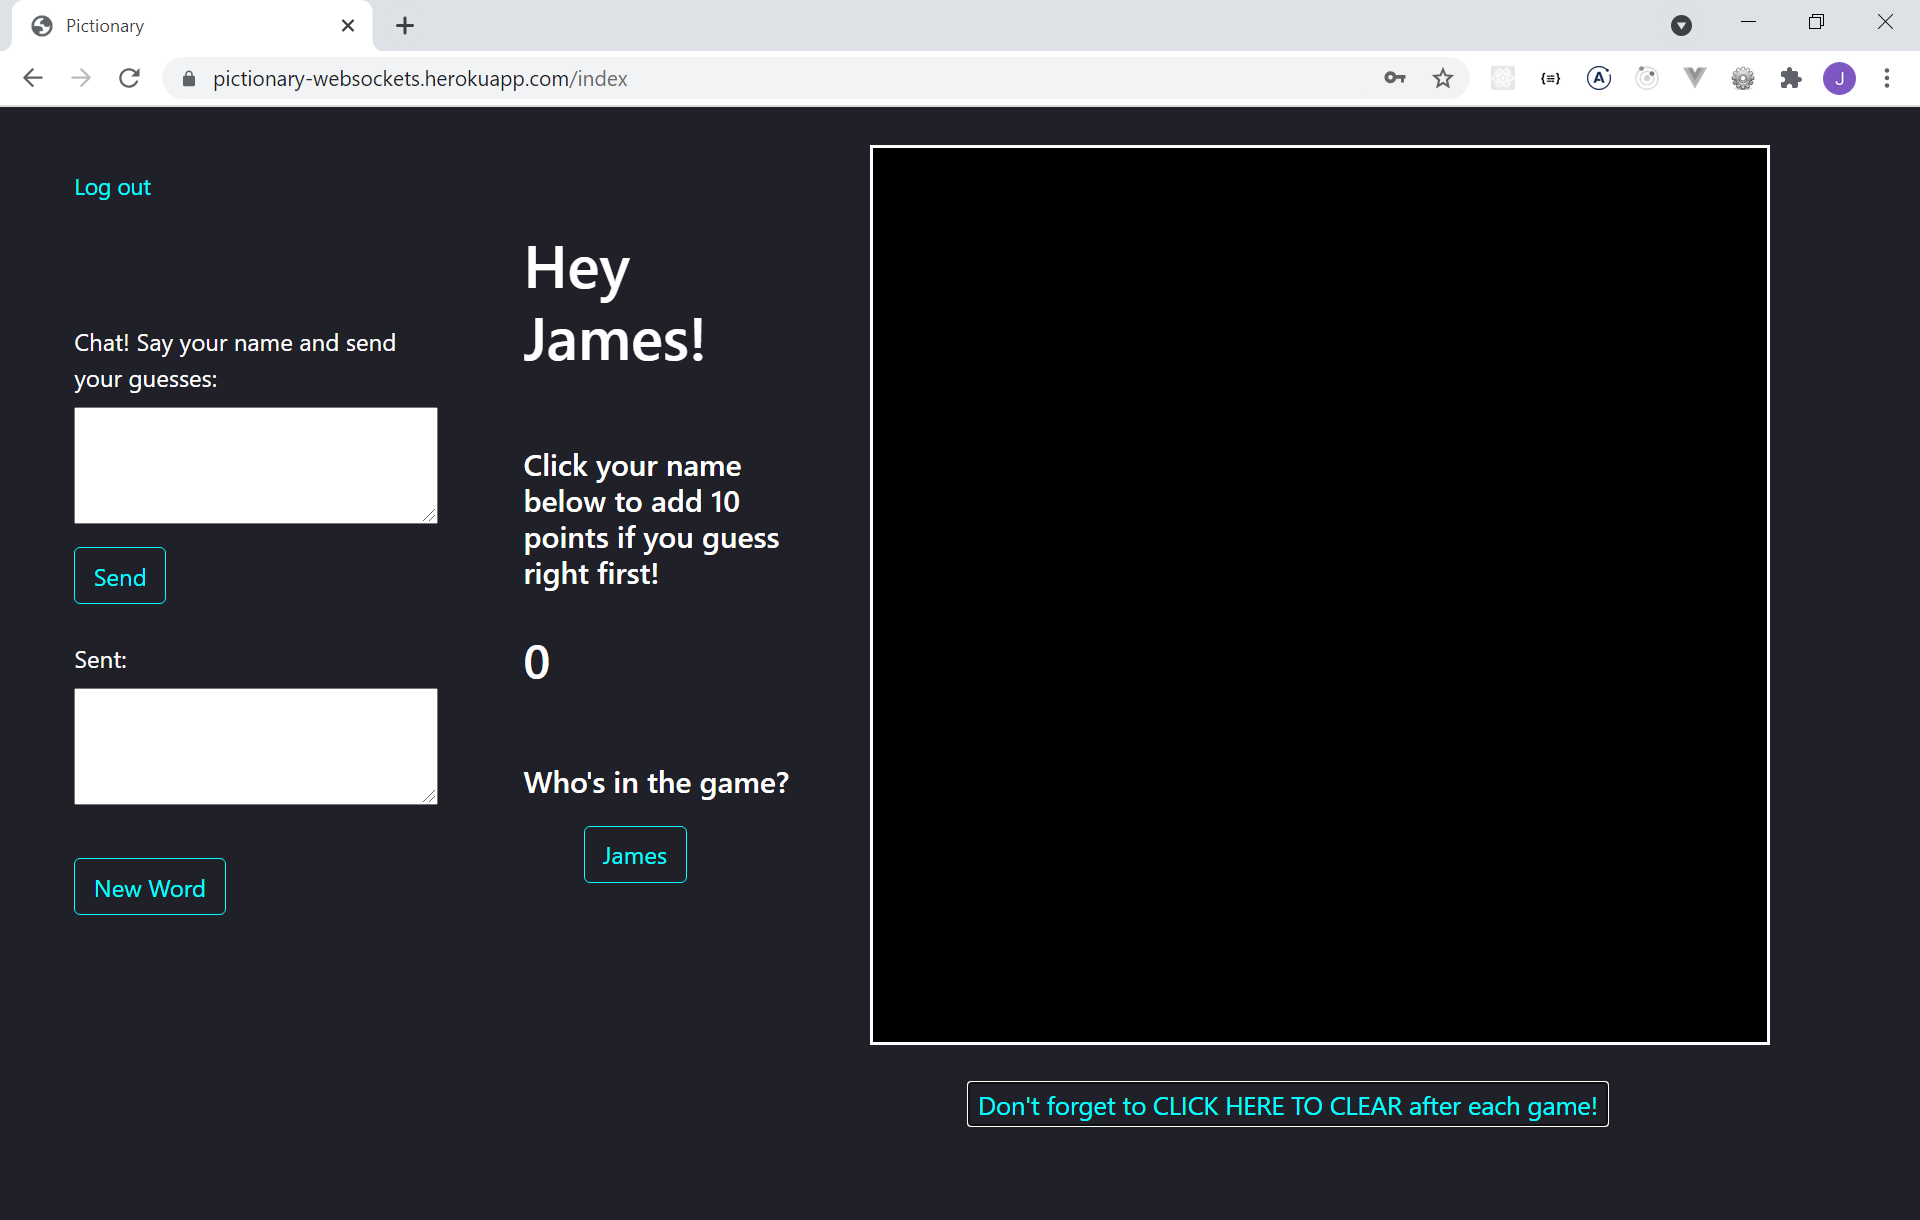 Pictionary
pictionary-websockets.herokuapp.com/index
{≡}
A
J
Log out
Chat! Say your name and send
your guesses:
Send
Sent:
New Word
Hey
James!
Click your name
below to add 10
points if you guess
right first!
0
Who's in the game?
James
Don't forget to CLICK HERE TO CLEAR after each game!